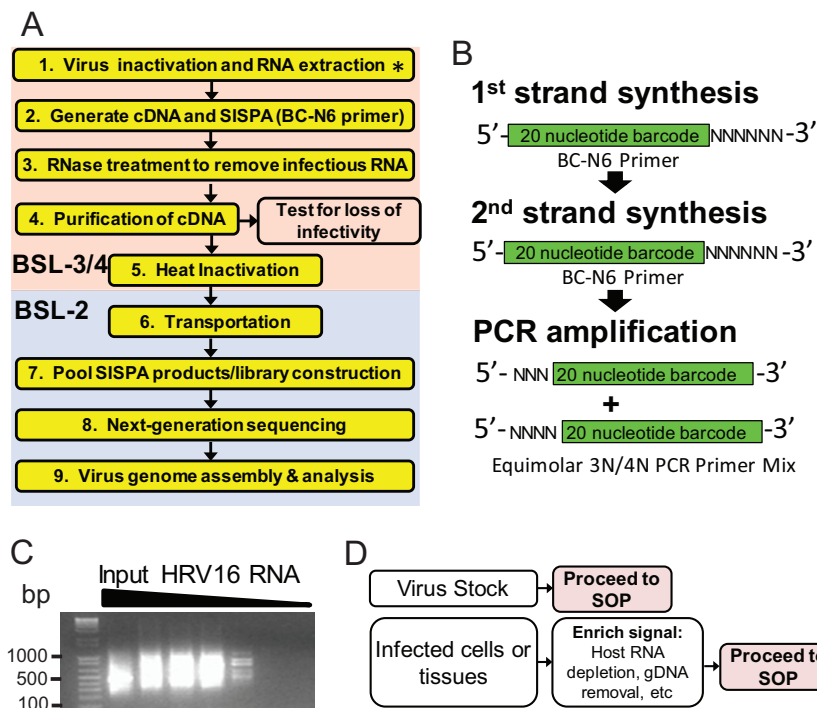 A
1. Virus inactivation and RNA extraction *
2. Generate cDNA and SISPA (BC-N6 primer)
3. RNase treatment to remove infectious RNA
4. Purification of cDNA
Test for loss of
infectivity
BSL-3/4
5. Heat Inactivation
BSL-2
6. Transportation
7. Pool SISPA products/library construction
8. Next-generation sequencing
9. Virus genome assembly & analysis
B
1st strand synthesis
5’- 20 nucleotide barcode NNNNNN -3’
BC-N6 Primer
2nd strand synthesis
5’- 20 nucleotide barcode NNNNNN -3’
BC-N6 Primer
PCR amplification
5’- NNN 20 nucleotide barcode -3’
+
5’- NNNN 20 nucleotide barcode -3’
Equimolar 3N/4N PCR Primer Mix
C
Input HRV16 RNA
bp
1000
500
100
D
Virus Stock
Proceed to
SOP
Infected cells or
tissues
Enrich signal:
Host RNA
depletion, gDNA
removal, etc
Proceed to
SOP